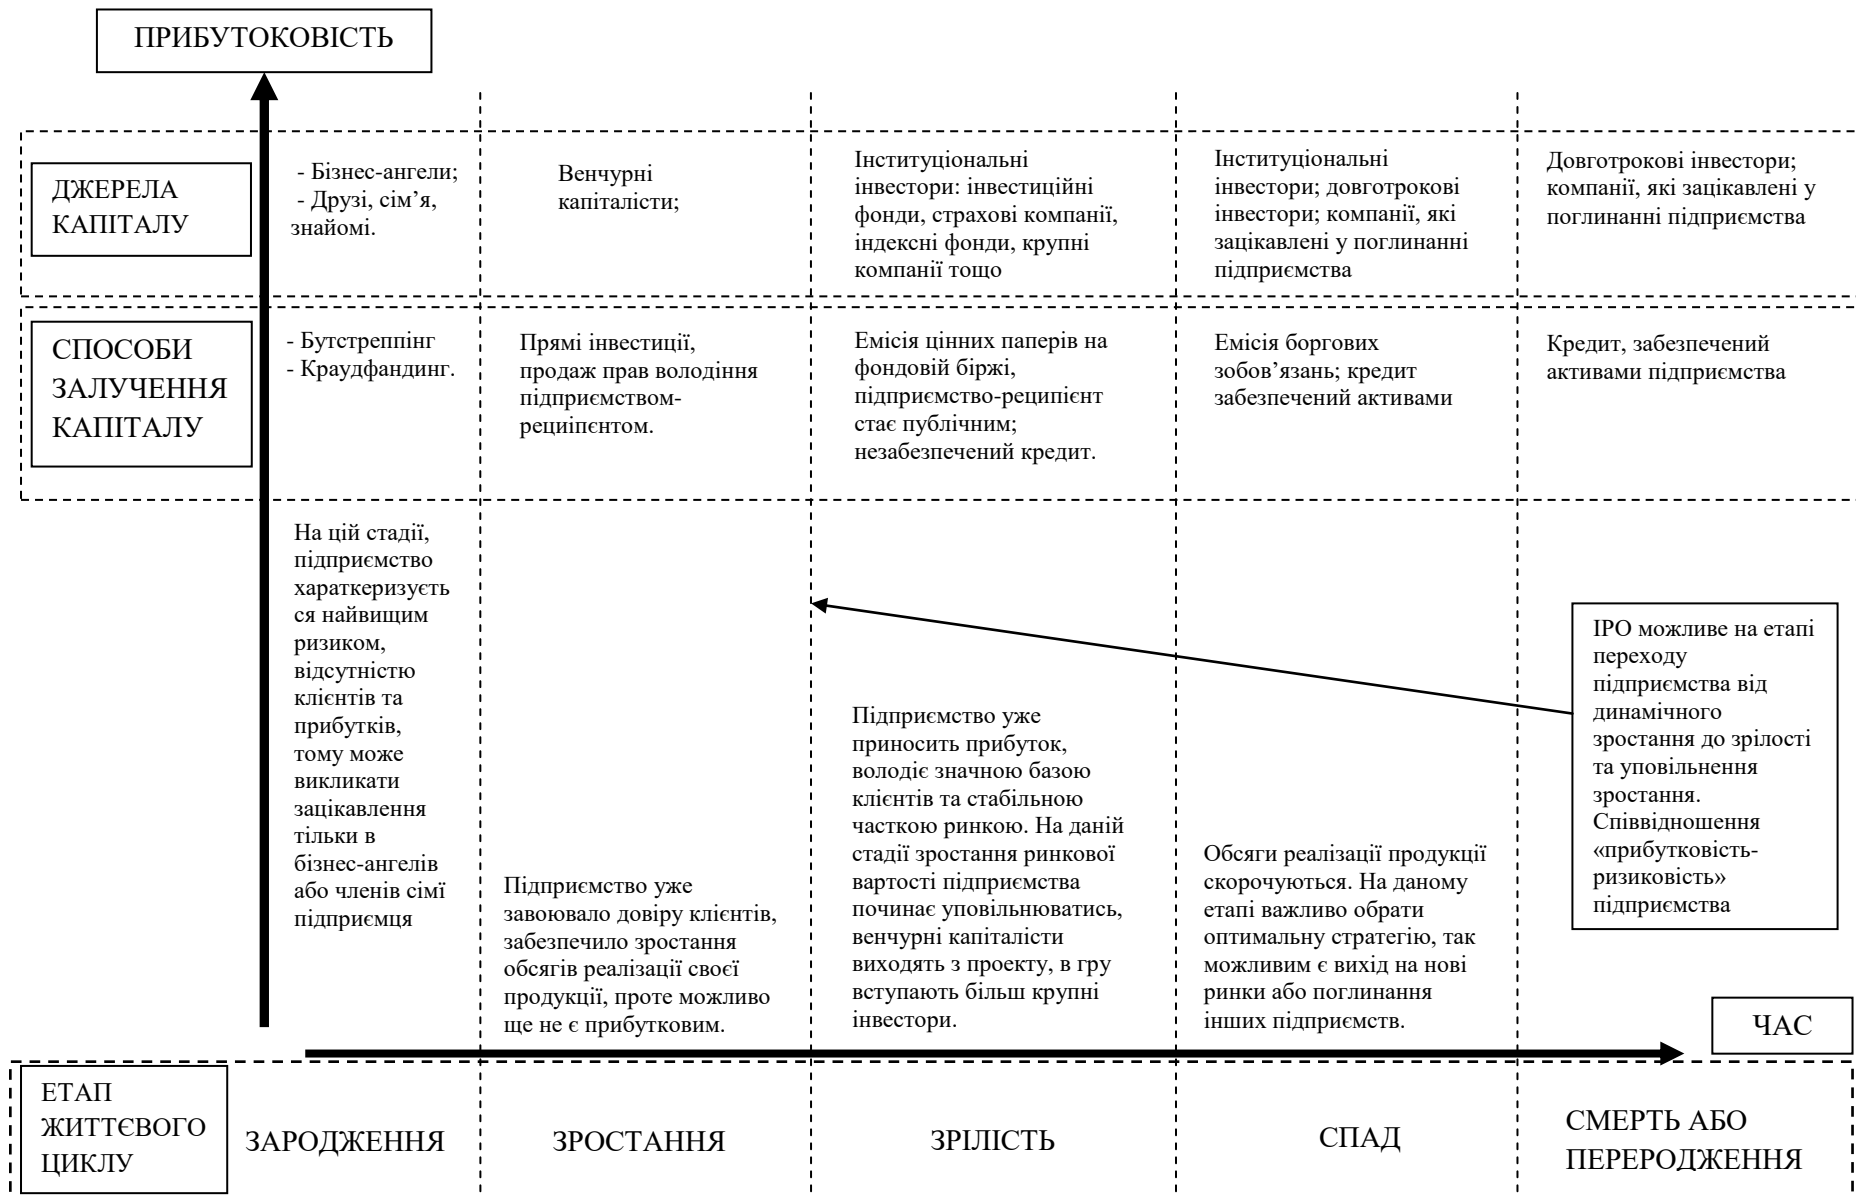 ПРИБУТОКОВІСТЬ
ДЖЕРЕЛА
КАПІТАЛУ
- Бізнес-ангели;
- Друзі, сім’я,
знайомі.
Венчурні
капіталісти;
Інституціональні
інвестори: інвестиційні
фонди, страхові компанії,
індексні фонди, крупні
компанії тощо
Інституціональні
інвестори; довготрокові
інвестори; компанії, які
зацікавлені у поглинанні
підприємства
Довготрокові інвестори;
компанії, які зацікавлені у
поглинанні підприємства
СПОСОБИ
ЗАЛУЧЕННЯ
КАПІТАЛУ
- Бутстреппінг
- Краудфандинг.
Прямі інвестиції,
продаж прав володіння
підприємством-
рециіпєнтом.
Емісія цінних паперів на
фондовій біржі,
підприємство-реципієнт
стає публічним;
незабезпечений кредит.
Емісія боргових
зобов’язань; кредит
забезпечений активами
Кредит, забезпечений
активами підприємства
На цій стадії,
підприємство
хараткеризуєть
ся найвищим
ризиком,
відсутністю
клієнтів та
прибутків,
тому може
викликати
зацікавлення
тільки в
бізнес-ангелів
або членів сімї
підприємця
Підприємство уже
завоювало довіру клієнтів,
забезпечило зростання
обсягів реалізації своєї
продукції, проте можливо
ще не є прибутковим.
Підприємство уже
приносить прибуток,
володіє значною базою
клієнтів та стабільною
часткою ринкою. На даній
стадії зростання ринкової
вартості підприємства
починає уповільнюватись,
венчурні капіталісти
виходять з проекту, в гру
вступають більш крупні
інвестори.
Обсяги реалізації продукції
скорочуються. На даному
етапі важливо обрати
оптимальну стратегію, так
можливим є вихід на нові
ринки або поглинання
інших підприємств.
ІРО можливе на етапі
переходу
підприємства від
динамічного
зростання до зрілості
та уповільнення
зростання.
Співвідношення
«прибутковість-
ризиковість»
підприємства
ЧАС
ЕТАП
ЖИТТЄВОГО
ЦИКЛУ
ЗАРОДЖЕННЯ
ЗРОСТАННЯ
ЗРІЛІСТЬ
СПАД
СМЕРТЬ АБО
ПЕРЕРОДЖЕННЯ